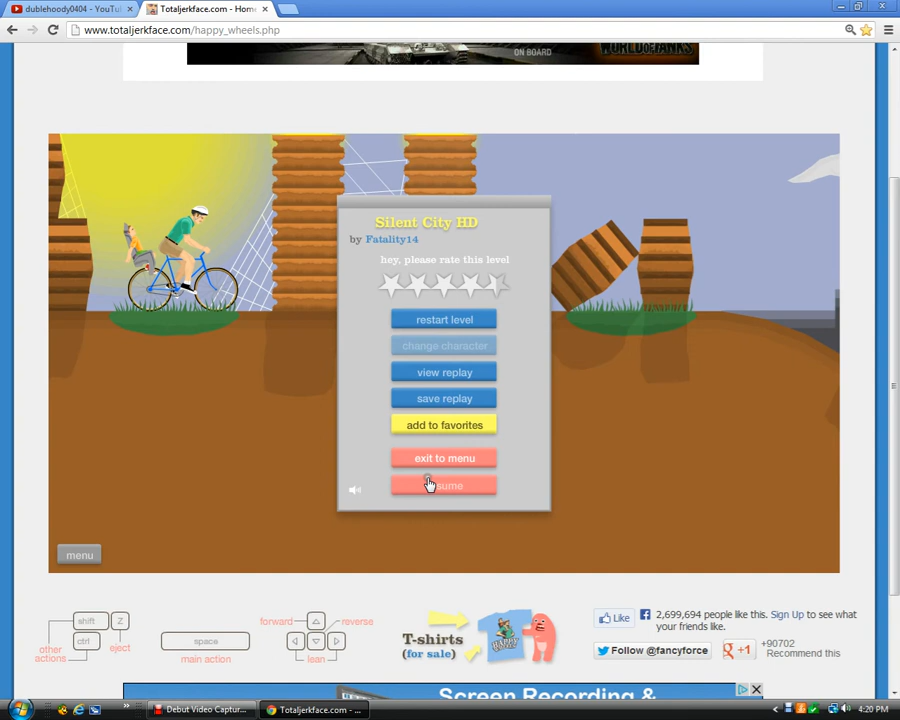 dublehoody0404 - YouTu
Totaljerkface.com - Home
www.totaljerkface.com/happy_wheels.php
ON BOARD
WORLD OF TANKS
Silent City HD
by Fatality14
hey, please rate this level
restart level
change character
view replay
save replay
add to favorites
exit to menu
sume
menu
shift
Z
ctrl
eject
other
actions
space
main action
forward
reverse
lean
T-shirts
(for sale)
HAPPY
Like
2,699,694 people like this. Sign Up to see what
your friends like.
Follow @fancyforce
+1
+90702
Recommend this
Screen Recording &
Debut Video Captur...
Totaljerkface.com - ...
4:20 PM